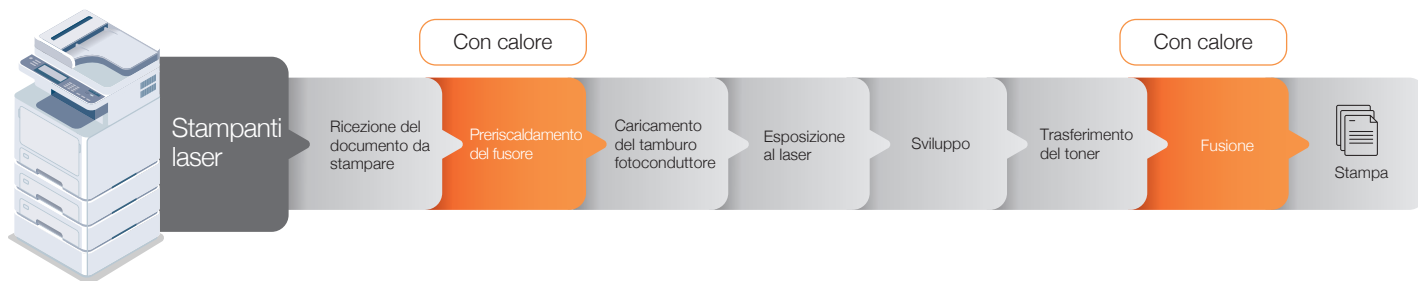 Con calore
Con calore
Stampanti
laser
Ricezione del
documento da
stampare
Preriscaldamento
del fusore
Caricamento
del tamburo
fotoconduttore
Esposizione
al laser
Sviluppo
Trasferimento
del toner
Fusione
Stampa